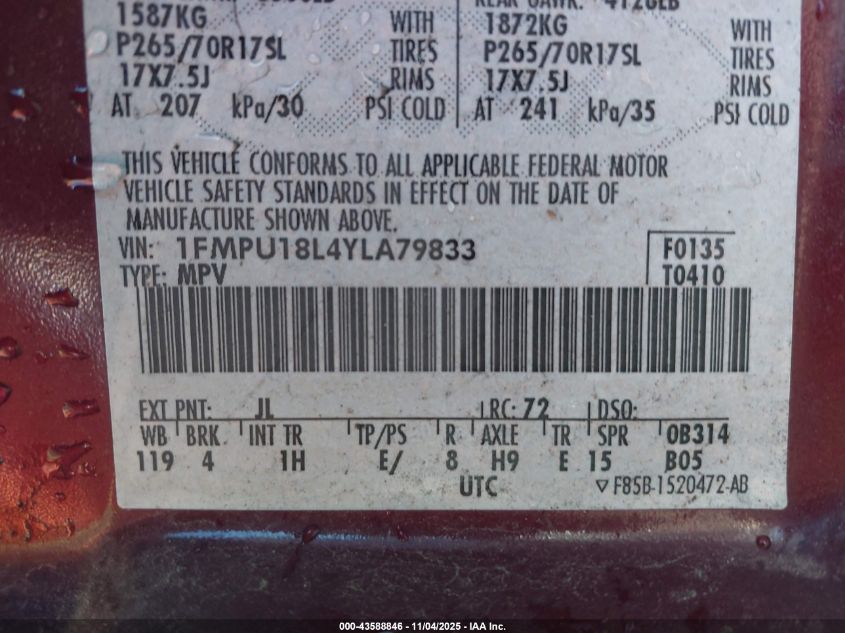 1587KG WITH 1872KG WITH
P265/70R17SL TIRES P265/70R17SL TIRES
17X7.5J RIMS 17X7.5J RIMS
AT 207 kPa/30 PSI COLD AT 241 kPa/35 PSI COLD
THIS VEHICLE CONFORMS TO ALL APPLICABLE FEDERAL MOTOR
VEHICLE SAFETY STANDARDS IN EFFECT ON THE DATE OF
MANUFACTURE SHOWN ABOVE.
VIN: 1FMPU18L4YLA79833 F0135
TYPE: MPV T0410
EXT PNT: JL RC: 72 DSO:
WB BRK INT TR TP/PS R AXLE TR SPR 0B314
119 4 1H E/ 8 H9 E 15 B05
UTC ▽F85B-1520472-AB
000-43588846 - 11/04/2025 - IAA Inc.